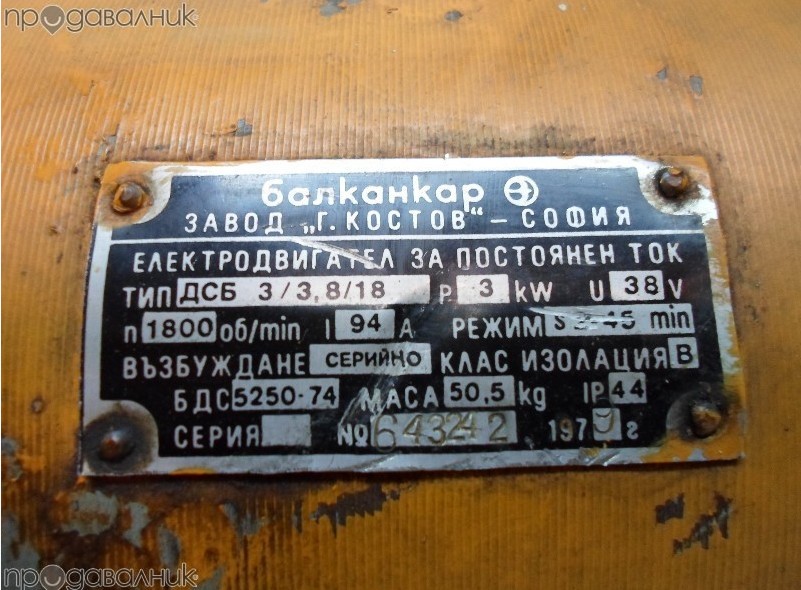 продавалник
балканкар
ЗАВОД „Г. КОСТОВ“ - СОФИЯ
ЕЛЕКТРОДВИГАТЕЛ ЗА ПОСТОЯНЕН ТОК
ТИП ДСБ 3/3,8/18 P 3 kW U 38 V
n 1800 об/min I 94 A РЕЖИМ S 2-45 min
ВЪЗБУЖДАНЕ СЕРИЙНО КЛАС ИЗОЛАЦИЯ B
БДС 5250-74 МАСА 50,5 kg IP 44
СЕРИЯ № 643242 1979 г
продавалник
продавалник